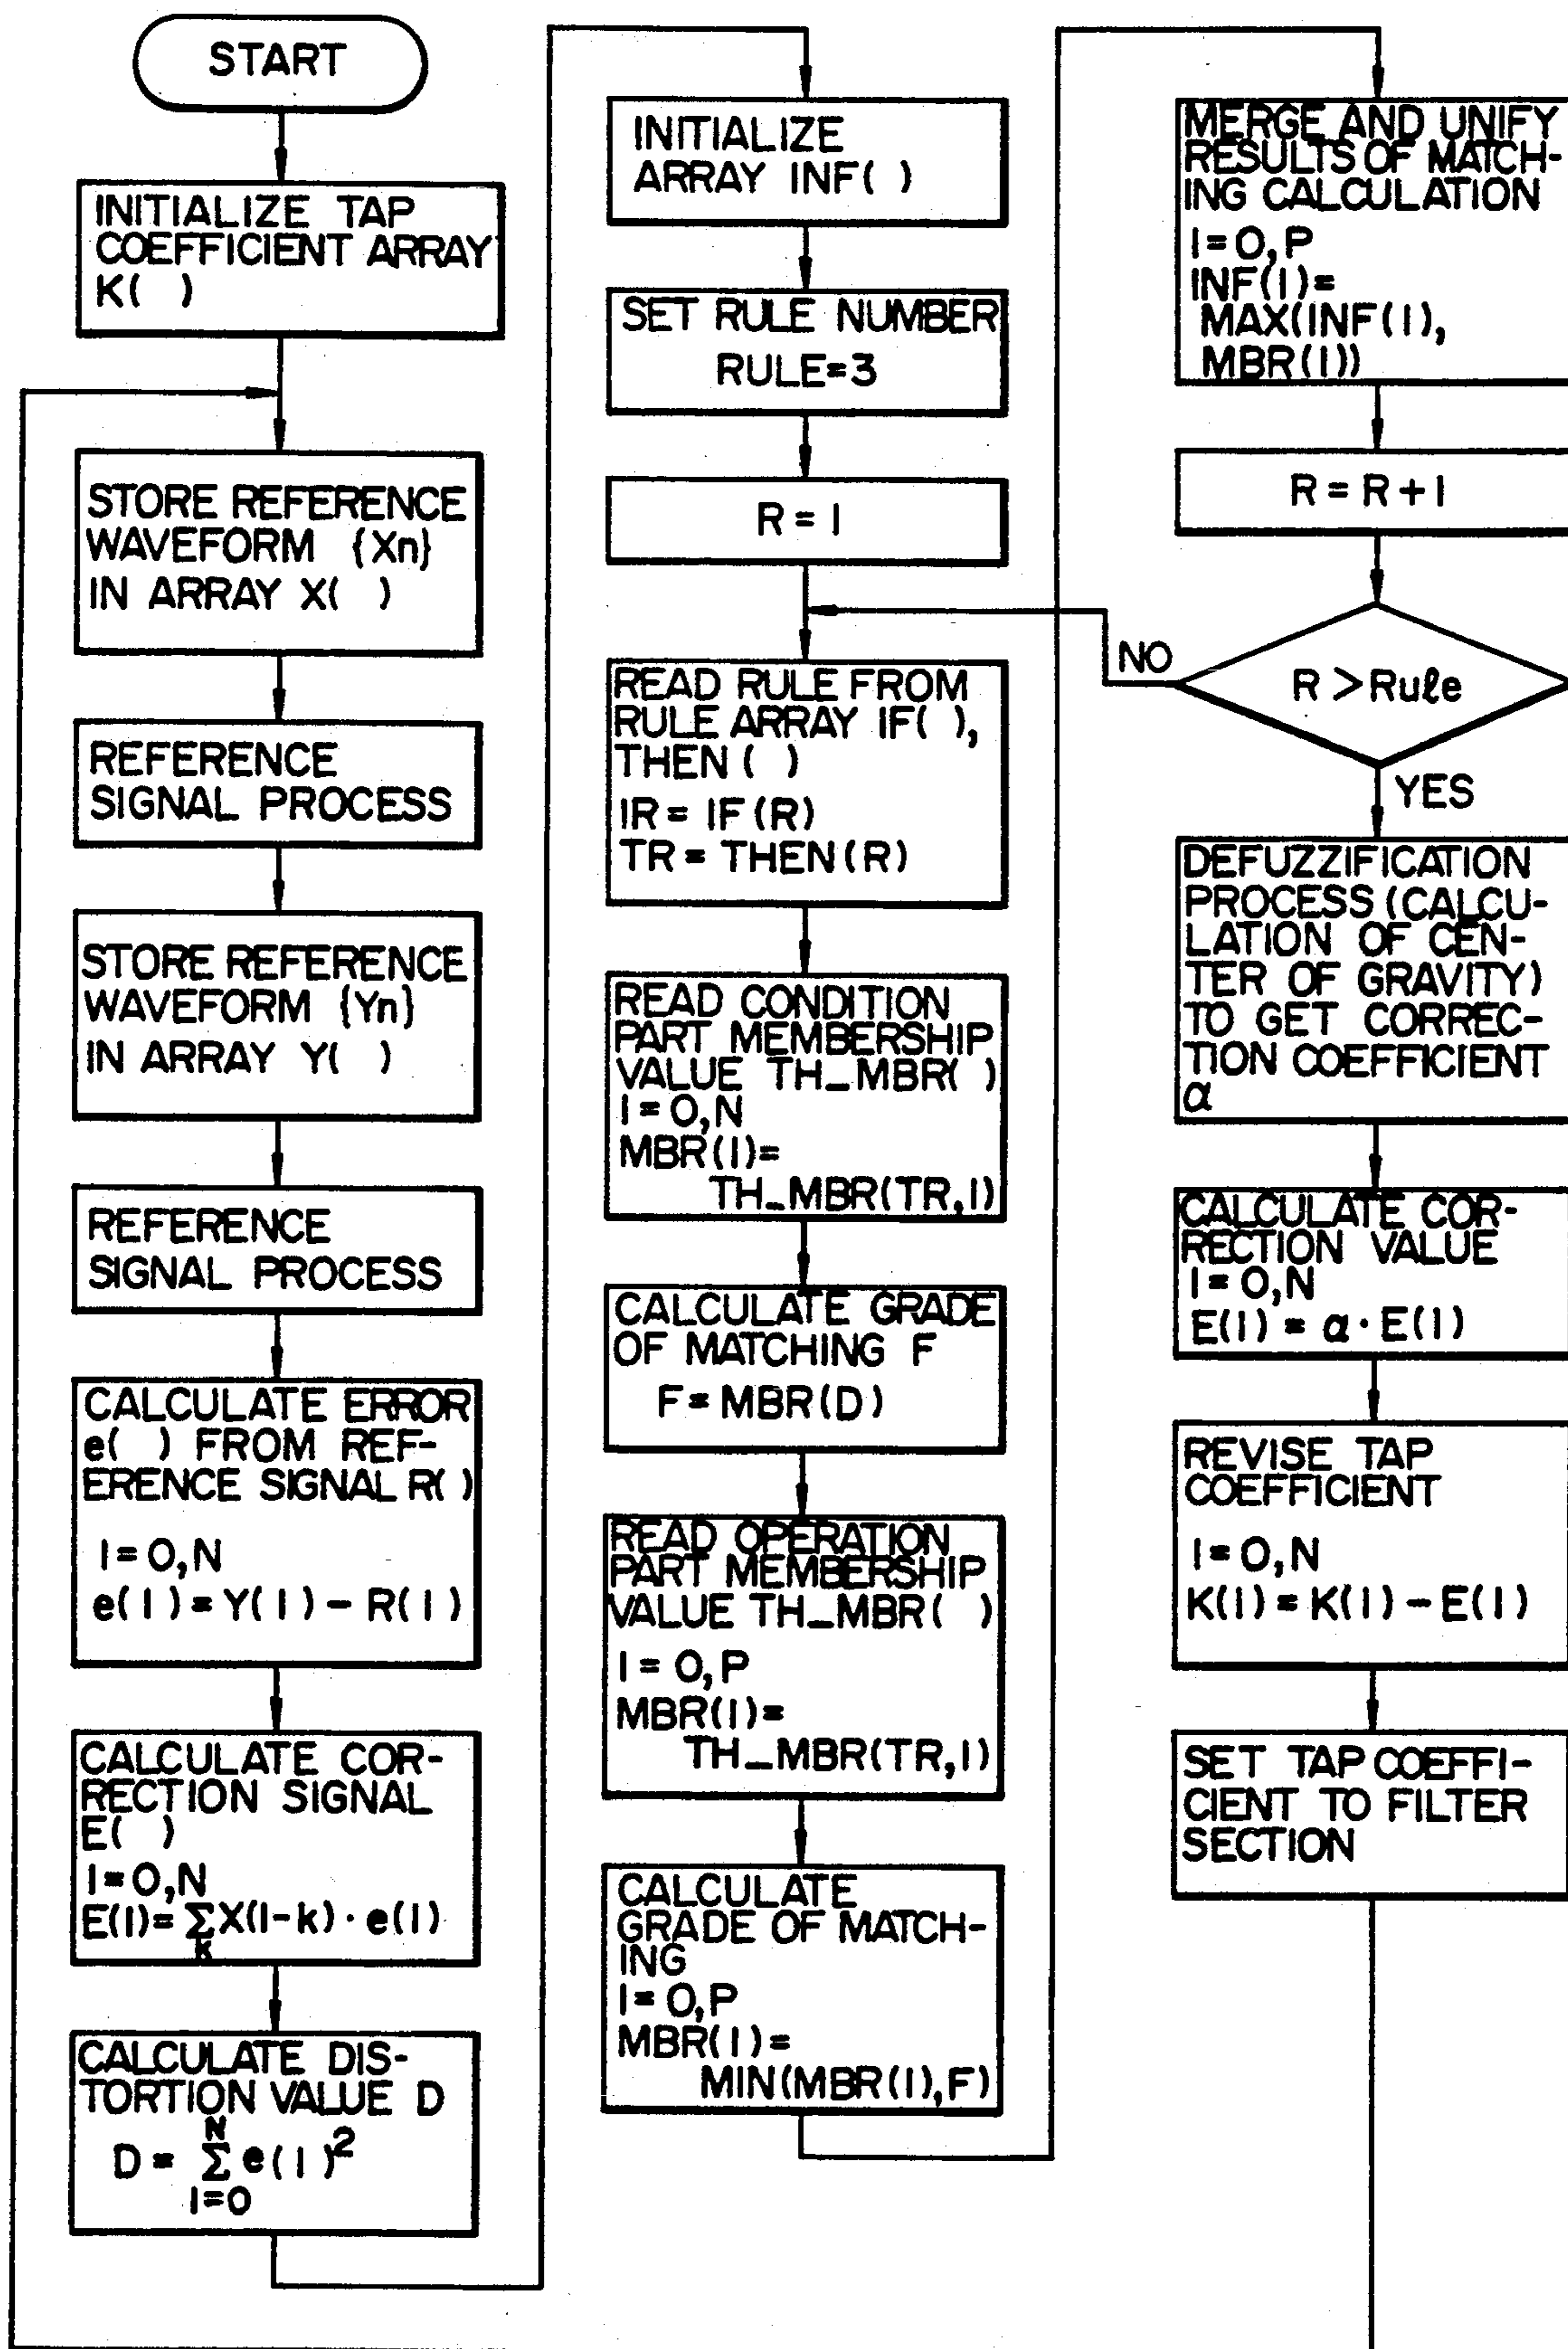 START
INITIALIZE TAP
COEFFICIENT ARRAY
K( )
STORE REFERENCE
WAVEFORM {Xn}
IN ARRAY X( )
REFERENCE
SIGNAL PROCESS
STORE REFERENCE
WAVEFORM {Yn}
IN ARRAY Y( )
REFERENCE
SIGNAL PROCESS
CALCULATE ERROR
e( ) FROM REF-
ERENCE SIGNAL R( )
I=0,N
e(I)=Y(I)-R(I)
CALCULATE COR-
RECTION SIGNAL
E( )
I=0,N
E(I)=ΣX(I-k)·e(I)
k
CALCULATE DIS-
TORTION VALUE D
N
D= Σ e(I)²
I=0
INITIALIZE
ARRAY INF( )
SET RULE NUMBER
RULE=3
R=1
READ RULE FROM
RULE ARRAY IF( ),
THEN ( )
IR=IF(R)
TR=THEN(R)
READ CONDITION
PART MEMBERSHIP
VALUE TH_MBR( )
I=0,N
MBR(I)=
TH_MBR(TR,I)
CALCULATE GRADE
OF MATCHING F
F=MBR(D)
READ OPERATION
PART MEMBERSHIP
VALUE TH_MBR( )
I=0,P
MBR(I)=
TH_MBR(TR,I)
CALCULATE
GRADE OF MATCH-
ING
I=0,P
MBR(I)=
MIN(MBR(I),F)
MERGE AND UNIFY
RESULTS OF MATCH-
ING CALCULATION
I=0,P
INF(I)=
MAX(INF(I),
MBR(I))
R=R+1
NO
R>Rule
YES
DEFUZZIFICATION
PROCESS (CALCU-
LATION OF CEN-
TER OF GRAVITY)
TO GET CORREC-
TION COEFFICIENT
α
CALCULATE COR-
RECTION VALUE
I=0,N
E(I)=α·E(I)
REVISE TAP
COEFFICIENT
I=0,N
K(I)=K(I)-E(I)
SET TAP COEFFI-
CIENT TO FILTER
SECTION